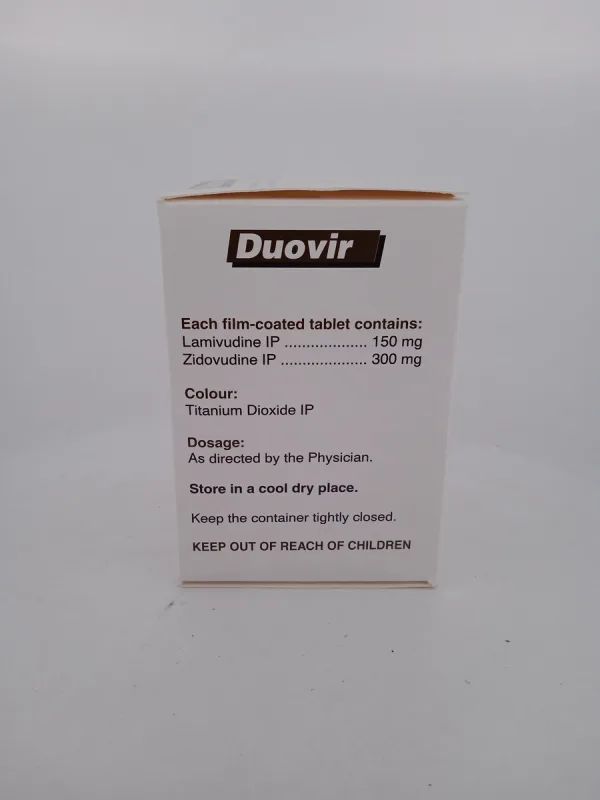 Duovir
Each film-coated tablet contains:
Lamivudine IP ................... 150 mg
Zidovudine IP .................... 300 mg
Colour:
Titanium Dioxide IP
Dosage:
As directed by the Physician.
Store in a cool dry place.
Keep the container tightly closed.
KEEP OUT OF REACH OF CHILDREN